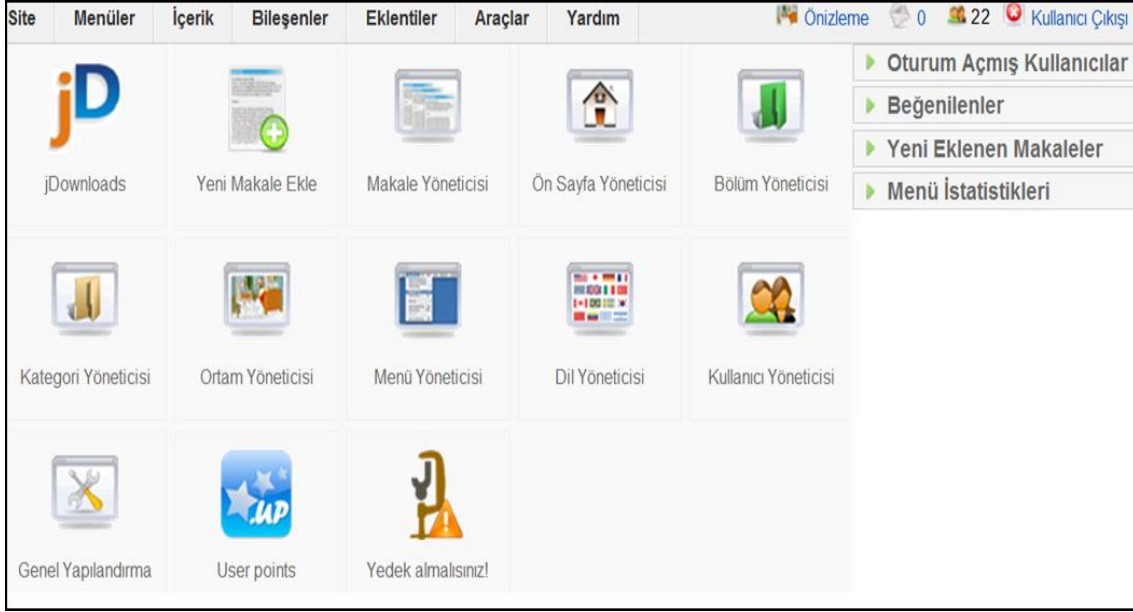 Site Menüler İçerik Bileşenler Eklentiler Araçlar Yardım Önizleme 0 22 Kullanıcı Çıkışı
Oturum Açmış Kullanıcılar
Beğenilenler
Yeni Eklenen Makaleler
Menü İstatistikleri
jD
jDownloads Yeni Makale Ekle Makale Yöneticisi Ön Sayfa Yöneticisi Bölüm Yöneticisi
Kategori Yöneticisi Ortam Yöneticisi Menü Yöneticisi Dil Yöneticisi Kullanıcı Yöneticisi
.UP
Genel Yapılandırma User points Yedek almalısınız!